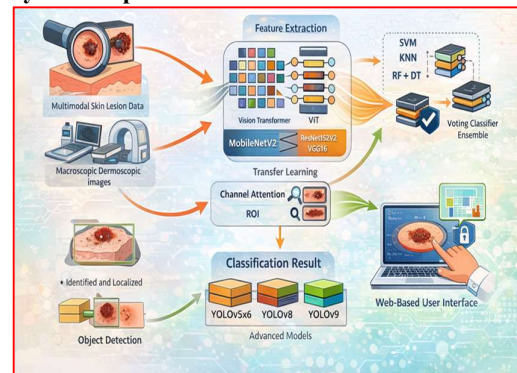 Feature Extraction
Multimodal Skin Lesion Data
Vision Transformer
ViT
MobileNetV2
ResNet152V2
VGG16
Transfer Learning
SVM
KNN
RF + DT
Voting Classifier
Ensemble
Macroscopic Dermoscopic
images
Channel Attention
ROI
• Identified and Localized
Object Detection
Classification Result
YOLOv5x6
YOLOv8
YOLOv9
Advanced Models
Web-Based User Interface